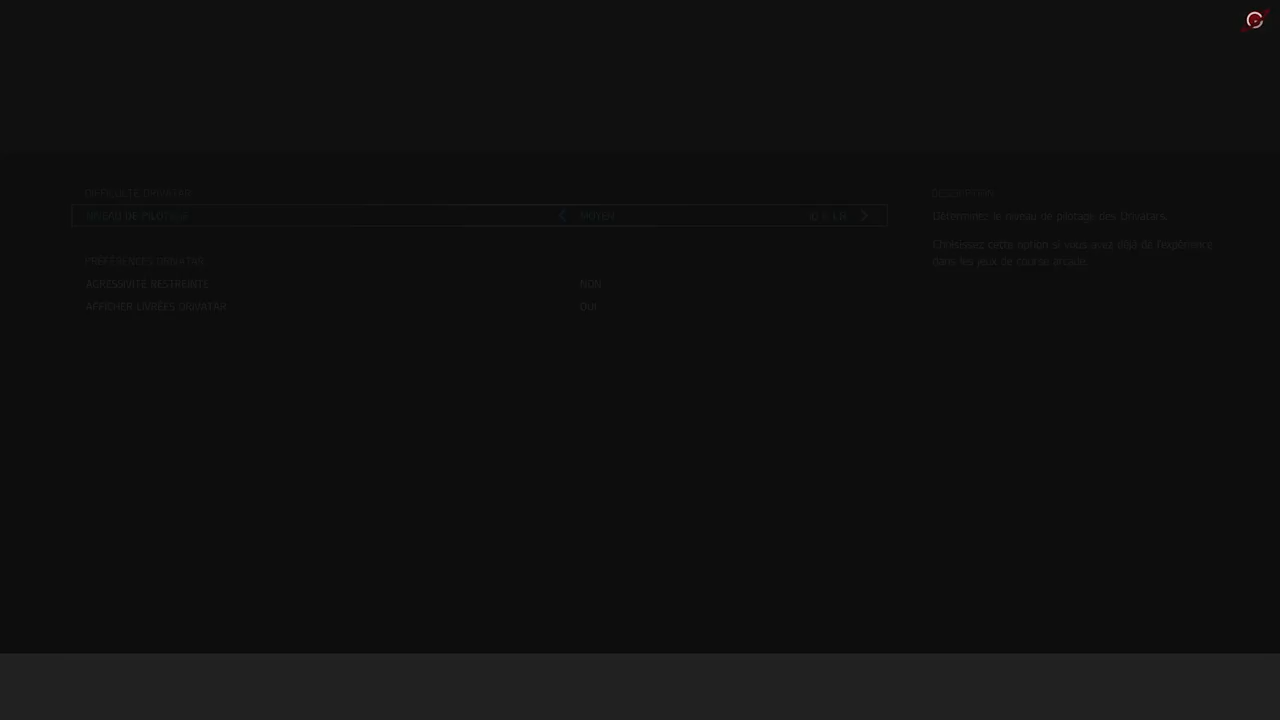 DIFFICULTÉ DRIVATAR
NIVEAU DE PILOTAGE
MOYEN
PRÉFÉRENCES DRIVATAR
AGRESSIVITÉ RESTREINTE
NON
AFFICHER LIVRÉES DRIVATAR
OUI
DESCRIPTION
Déterminez le niveau de pilotage des Drivatars.
Choisissez cette option si vous avez déjà de l'expérience
dans les jeux de course arcade.